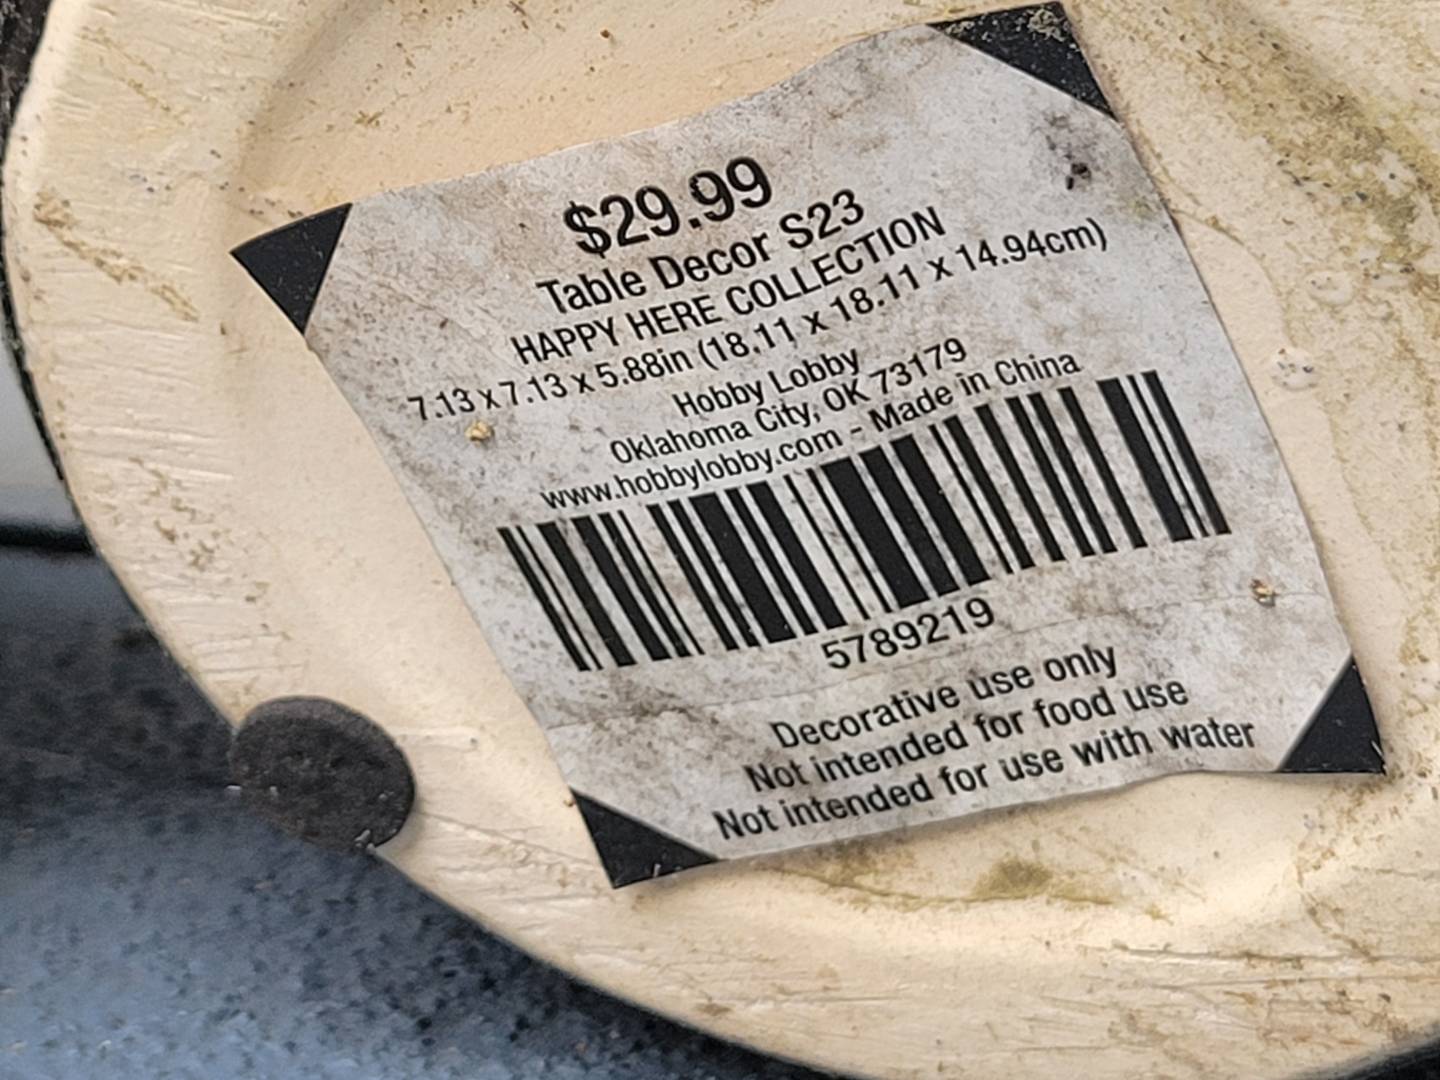 $29.99
Table Decor S23
HAPPY HERE COLLECTION
7.13 x 7.13 x 5.88in (18.11 x 18.11 x 14.94cm)
Hobby Lobby
Oklahoma City, OK 73179
www.hobbylobby.com - Made in China
5789219
Decorative use only
Not intended for food use
Not intended for use with water